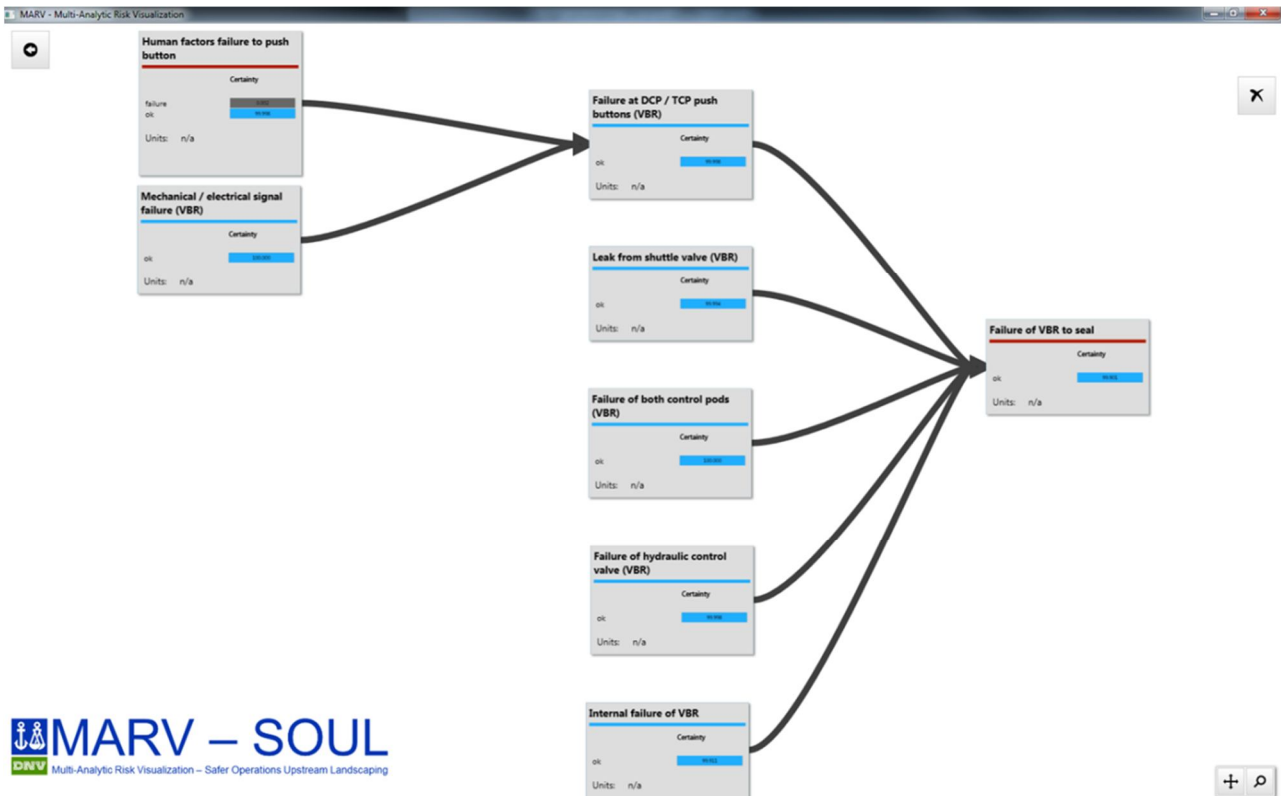 MARV - Multi-Analytic Risk Visualization
Human factors failure to push
button
Certainty
failure
ok
Units: n/a
Mechanical / electrical signal
failure (VBR)
Certainty
ok
Units: n/a
Failure at DCP / TCP push
buttons (VBR)
Certainty
ok
Units: n/a
Leak from shuttle valve (VBR)
Certainty
ok
Units: n/a
Failure of both control pods
(VBR)
Certainty
ok
Units: n/a
Failure of hydraulic control
valve (VBR)
Certainty
ok
Units: n/a
Internal failure of VBR
Certainty
ok
Units: n/a
Failure of VBR to seal
Certainty
ok
Units: n/a
DNV
MARV – SOUL
Multi-Analytic Risk Visualization – Safer Operations Upstream Landscaping